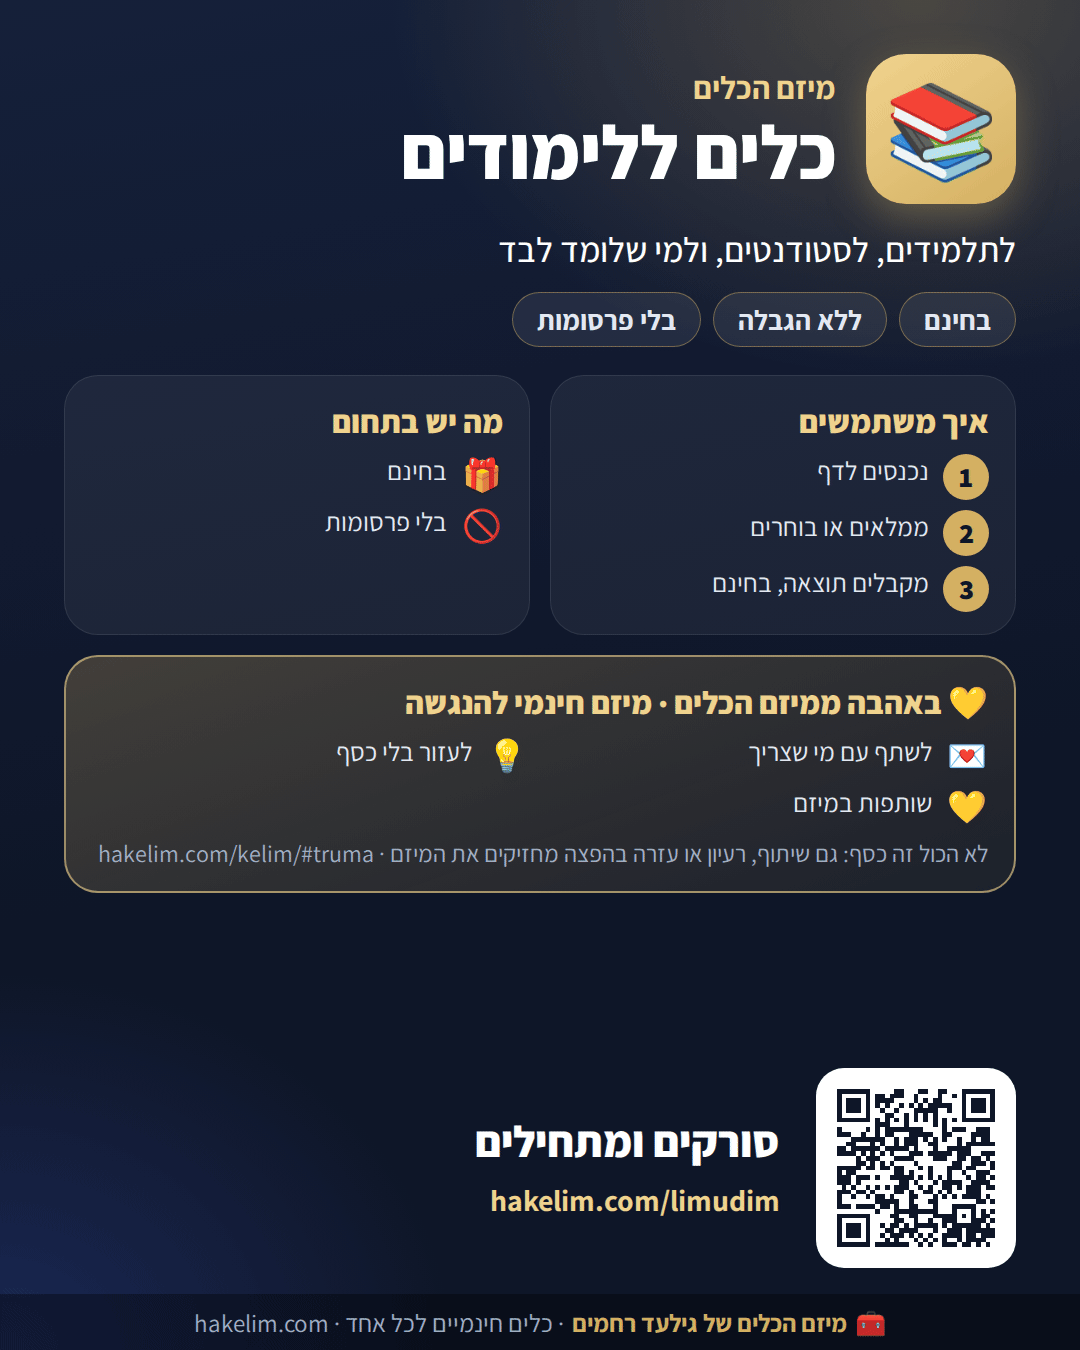 מיזם הכלים
כלים ללימודים
לתלמידים, לסטודנטים, ולמי שלומד לבד
בחינם
ללא הגבלה
בלי פרסומות
איך משתמשים
1 נכנסים לדף
2 ממלאים או בוחרים
3 מקבלים תוצאה, בחינם
מה יש בתחום
בחינם
בלי פרסומות
באהבה ממיזם הכלים · מיזם חינמי להנגשה
לשתף עם מי שצריך
לעזור בלי כסף
שותפות במיזם
לא הכול זה כסף: גם שיתוף, רעיון או עזרה בהפצה מחזיקים את המיזם · hakelim.com/kelim/#truma
סורקים ומתחילים
hakelim.com/limudim
מיזם הכלים של גילעד רחמים · כלים חינמיים לכל אחד · hakelim.com